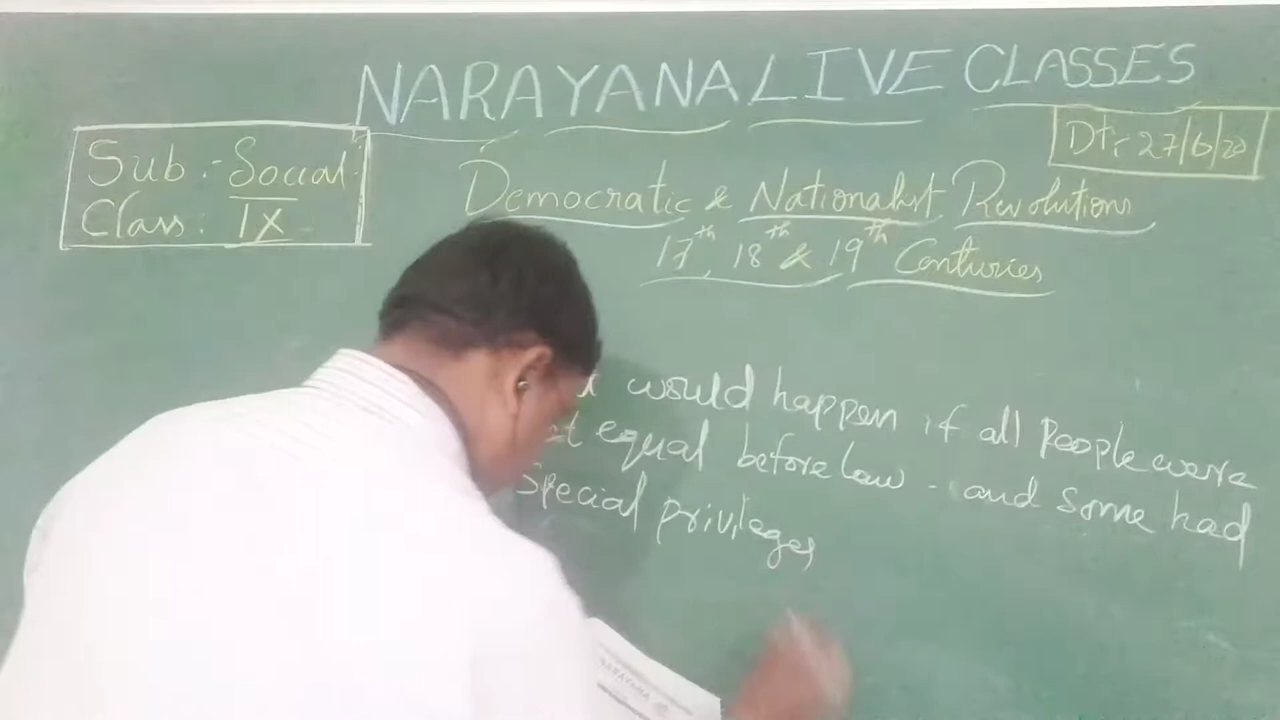 NARAYANA LIVE CLASSES
Sub:- Social
Class: IX
Dt: 27/6/20
Democratic & Nationalist Revolutions
17th, 18th & 19th Centuries
would happen if all People were
equal before law - and some had
Special privileges
NARAYANA